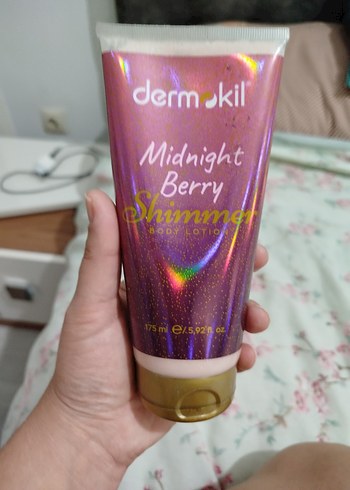 dermokil
Midnight
Berry
Shimmer
BODY LOTION
175 ml ℮/5,92 fl. oz.